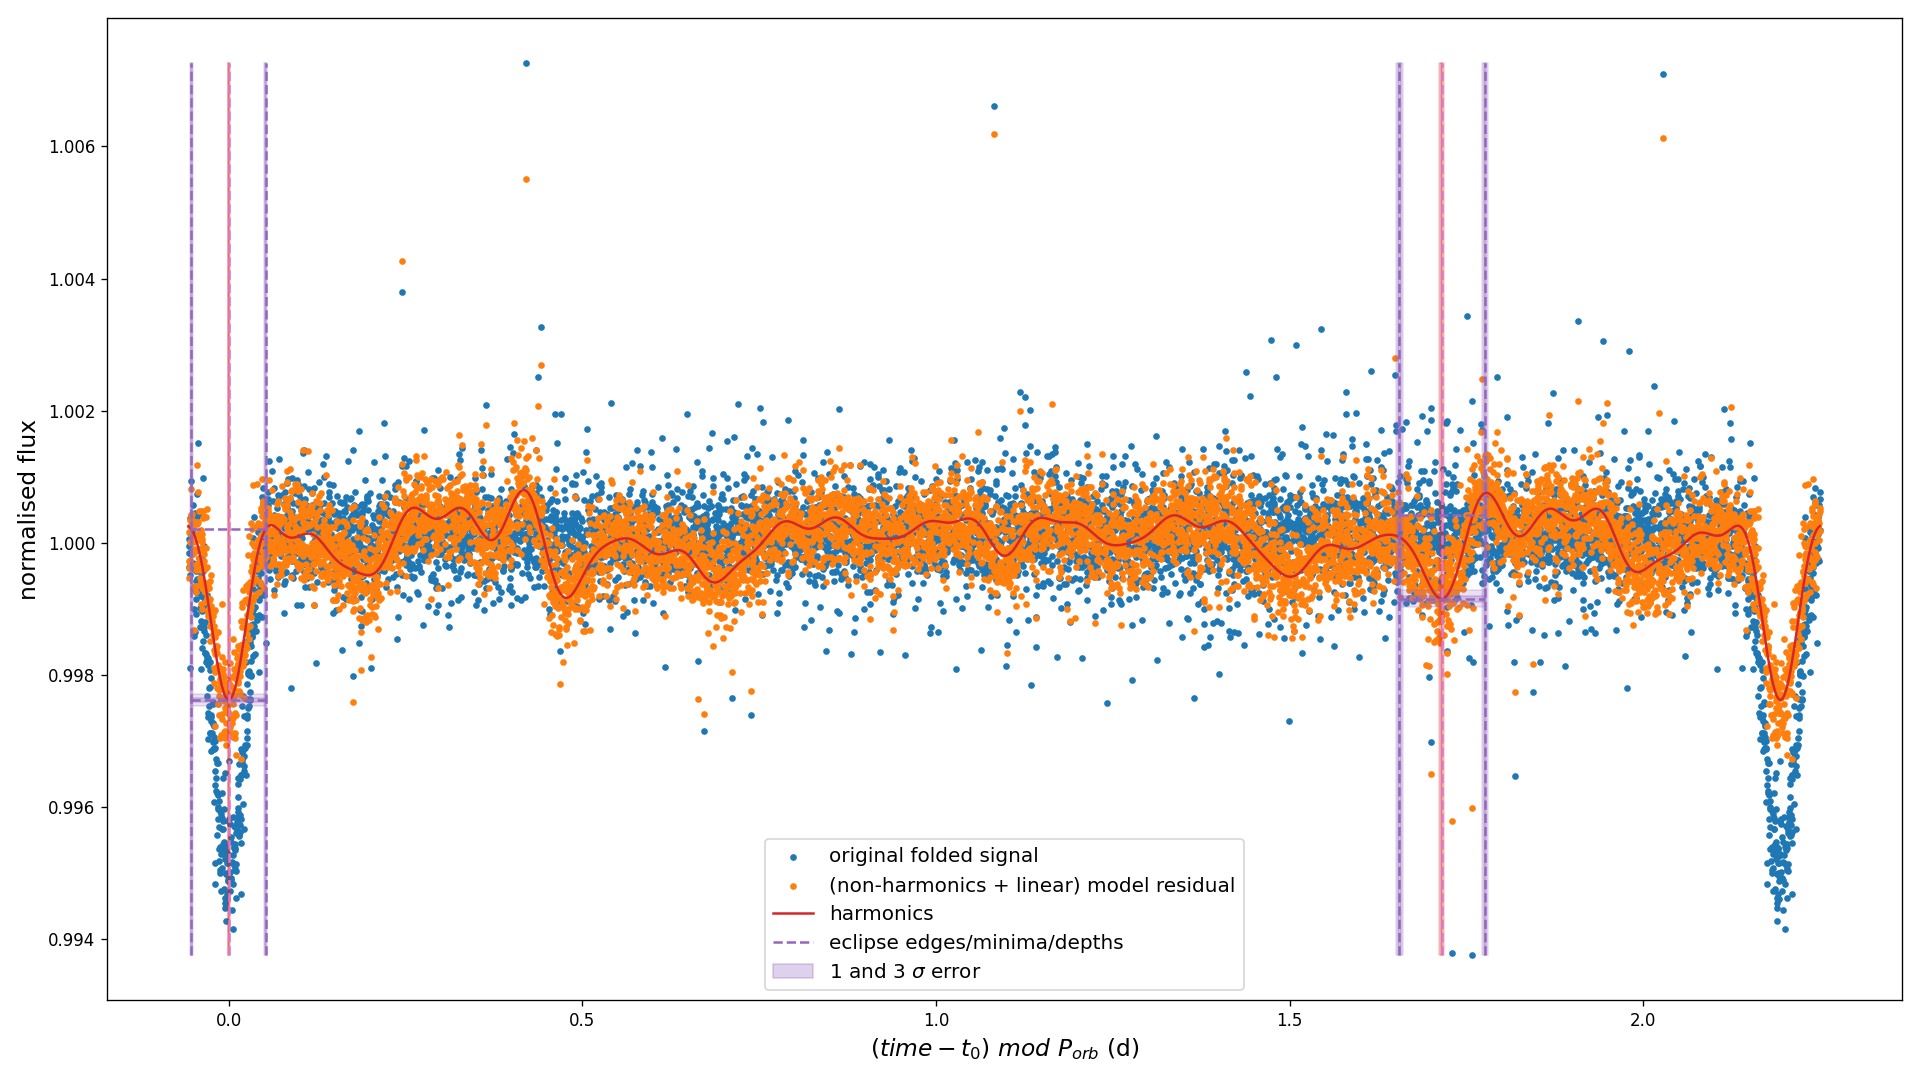 normalised flux
1.006
1.004
1.002
1.000
0.998
0.996
0.994
original folded signal
(non-harmonics + linear) model residual
harmonics
eclipse edges/minima/depths
1 and 3 σ error
0.0 0.5 1.0 1.5 2.0
(time − t₀) mod Pₒᵣb (d)